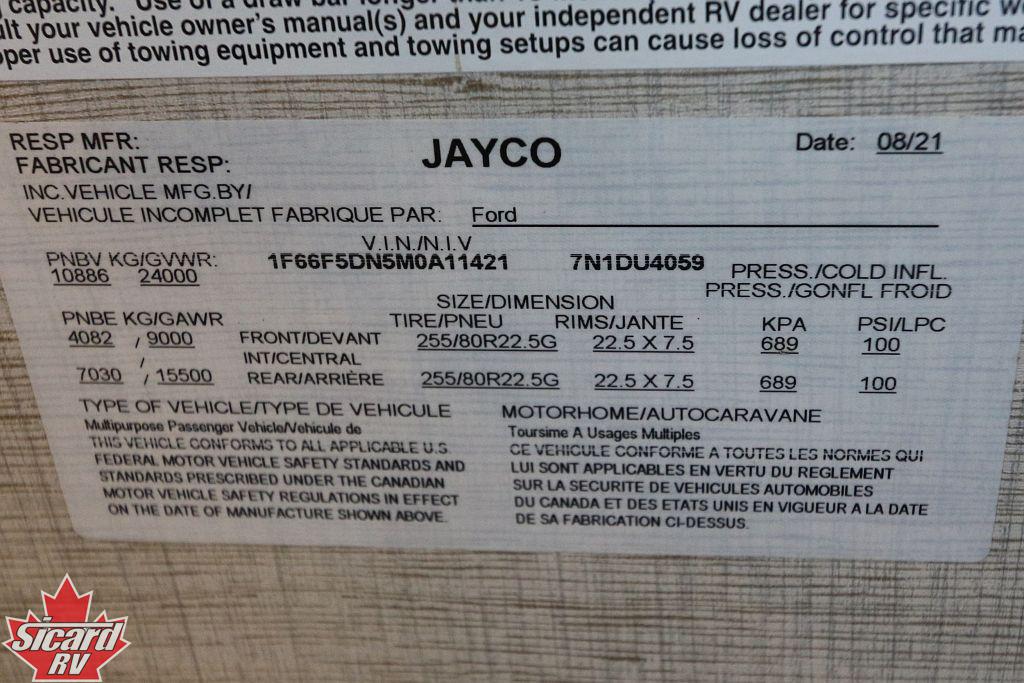 capacity. Use of a draw bar longer than
your vehicle owner's manual(s) and your independent RV dealer for specific
use of towing equipment and towing setups can cause loss of control that
RESP MFR:
FABRICANT RESP:
JAYCO
Date: 08/21
INC.VEHICLE MFG.BY/
VEHICULE INCOMPLET FABRIQUE PAR: Ford
V.I.N./N.I.V
PNBV KG/GVWR:
10886 24000
1F66F5DN5M0A11421 7N1DU4059
PRESS./COLD INFL.
PRESS./GONFL FROID
SIZE/DIMENSION
PNBE KG/GAWR TIRE/PNEU RIMS/JANTE KPA PSI/LPC
4082 / 9000 FRONT/DEVANT 255/80R22.5G 22.5 X 7.5 689 100
/ INT/CENTRAL
7030 / 15500 REAR/ARRIÈRE 255/80R22.5G 22.5 X 7.5 689 100
TYPE OF VEHICLE/TYPE DE VEHICULE MOTORHOME/AUTOCARAVANE
Multipurpose Passenger Vehicle/Vehicule de
THIS VEHICLE CONFORMS TO ALL APPLICABLE U.S.
FEDERAL MOTOR VEHICLE SAFETY STANDARDS AND
STANDARDS PRESCRIBED UNDER THE CANADIAN
MOTOR VEHICLE SAFETY REGULATIONS IN EFFECT
ON THE DATE OF MANUFACTURE SHOWN ABOVE.
Toursime A Usages Multiples
CE VEHICULE CONFORME A TOUTES LES NORMES QUI
LUI SONT APPLICABLES EN VERTU DU REGLEMENT
SUR LA SECURITE DE VEHICULES AUTOMOBILES
DU CANADA ET DES ETATS UNIS EN VIGUEUR A LA DATE
DE SA FABRICATION CI-DESSUS.
Sicard
RV